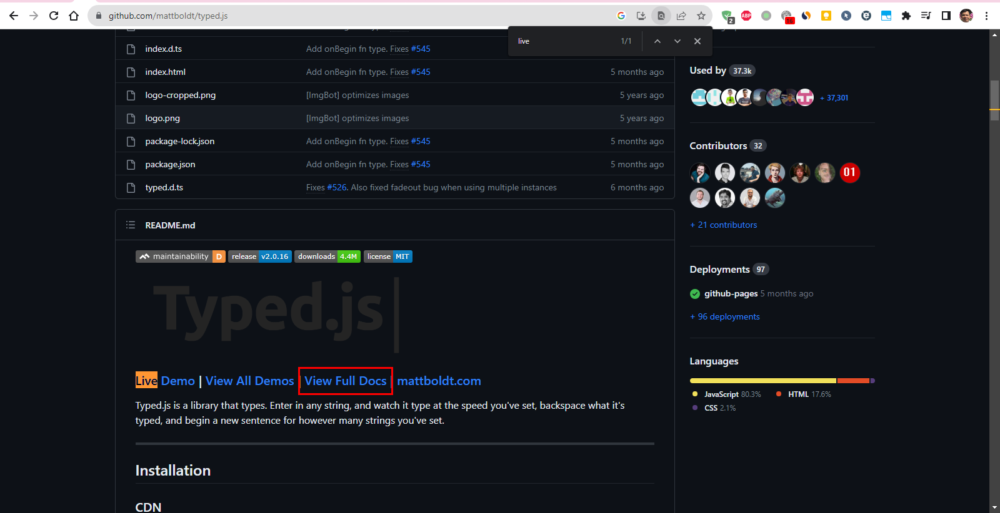 github.com/mattboldt/typed.js
2
ABP
16
live 1/1
index.d.ts Add onBegin fn type. Fixes #545
index.html Add onBegin fn type. Fixes #545 5 months ago
logo-cropped.png [ImgBot] optimizes images 5 years ago
logo.png [ImgBot] optimizes images 5 years ago
package-lock.json Add onBegin fn type. Fixes #545 5 months ago
package.json Add onBegin fn type. Fixes #545 5 months ago
typed.d.ts Fixes #526. Also fixed fadeout bug when using multiple instances 6 months ago
README.md
maintainability D release v2.0.16 downloads 4.4M license MIT
Typed.js|
Live Demo | View All Demos | View Full Docs | mattboldt.com
Typed.js is a library that types. Enter in any string, and watch it type at the speed you've set, backspace what it's
typed, and begin a new sentence for however many strings you've set.
Installation
CDN
Used by 37.3k
+ 37,301
Contributors 32
01
+ 21 contributors
Deployments 97
github-pages 5 months ago
+ 96 deployments
Languages
JavaScript 80.3% HTML 17.6%
CSS 2.1%